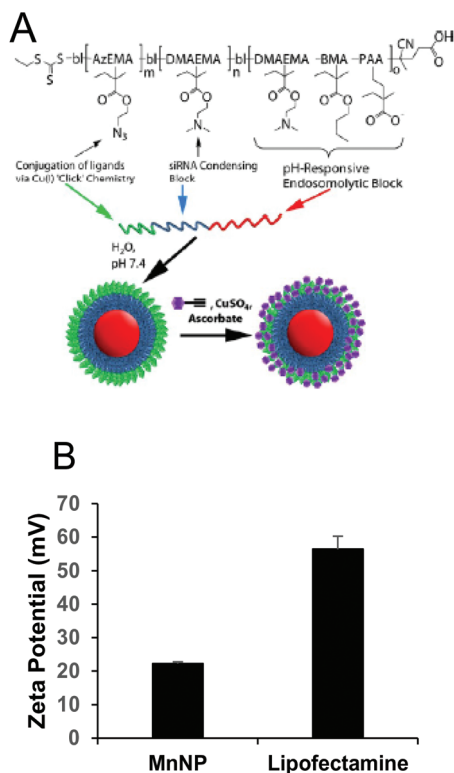 A
S S bl AzEMA bl DMAEMA bl DMAEMA BMA PAA CN OH
S m n o O
O O O O O O O O O O⁻
N₃ N N
Conjugation of ligands
via Cu(I) 'Click' Chemistry
siRNA Condensing
Block
pH-Responsive
Endosomolytic Block
H₂O,
pH 7.4
, CuSO₄,
Ascorbate
B
Zeta Potential (mV)
70
60
50
40
30
20
10
0
MnNP Lipofectamine